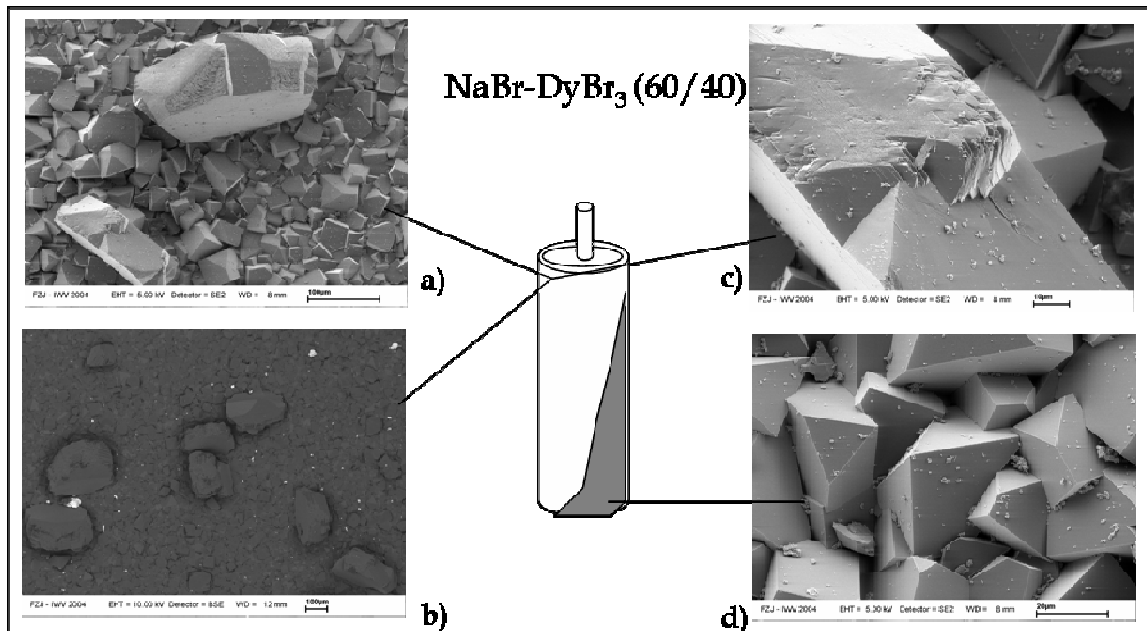 NaBr-DyBr₃ (60/40)
a)
FZJ - IWV 2004 EHT = 5.00 kV Detector = SE2 WD = 8 mm 100µm
c)
FZJ - IWV 2004 EHT = 5.00 kV Detector = SE2 WD = 8 mm 10µm
b)
FZJ - IWV 2004 EHT = 10.00 kV Detector = BSE WD = 12 mm 100µm
d)
FZJ - IWV 2004 EHT = 5.00 kV Detector = SE2 WD = 8 mm 20µm